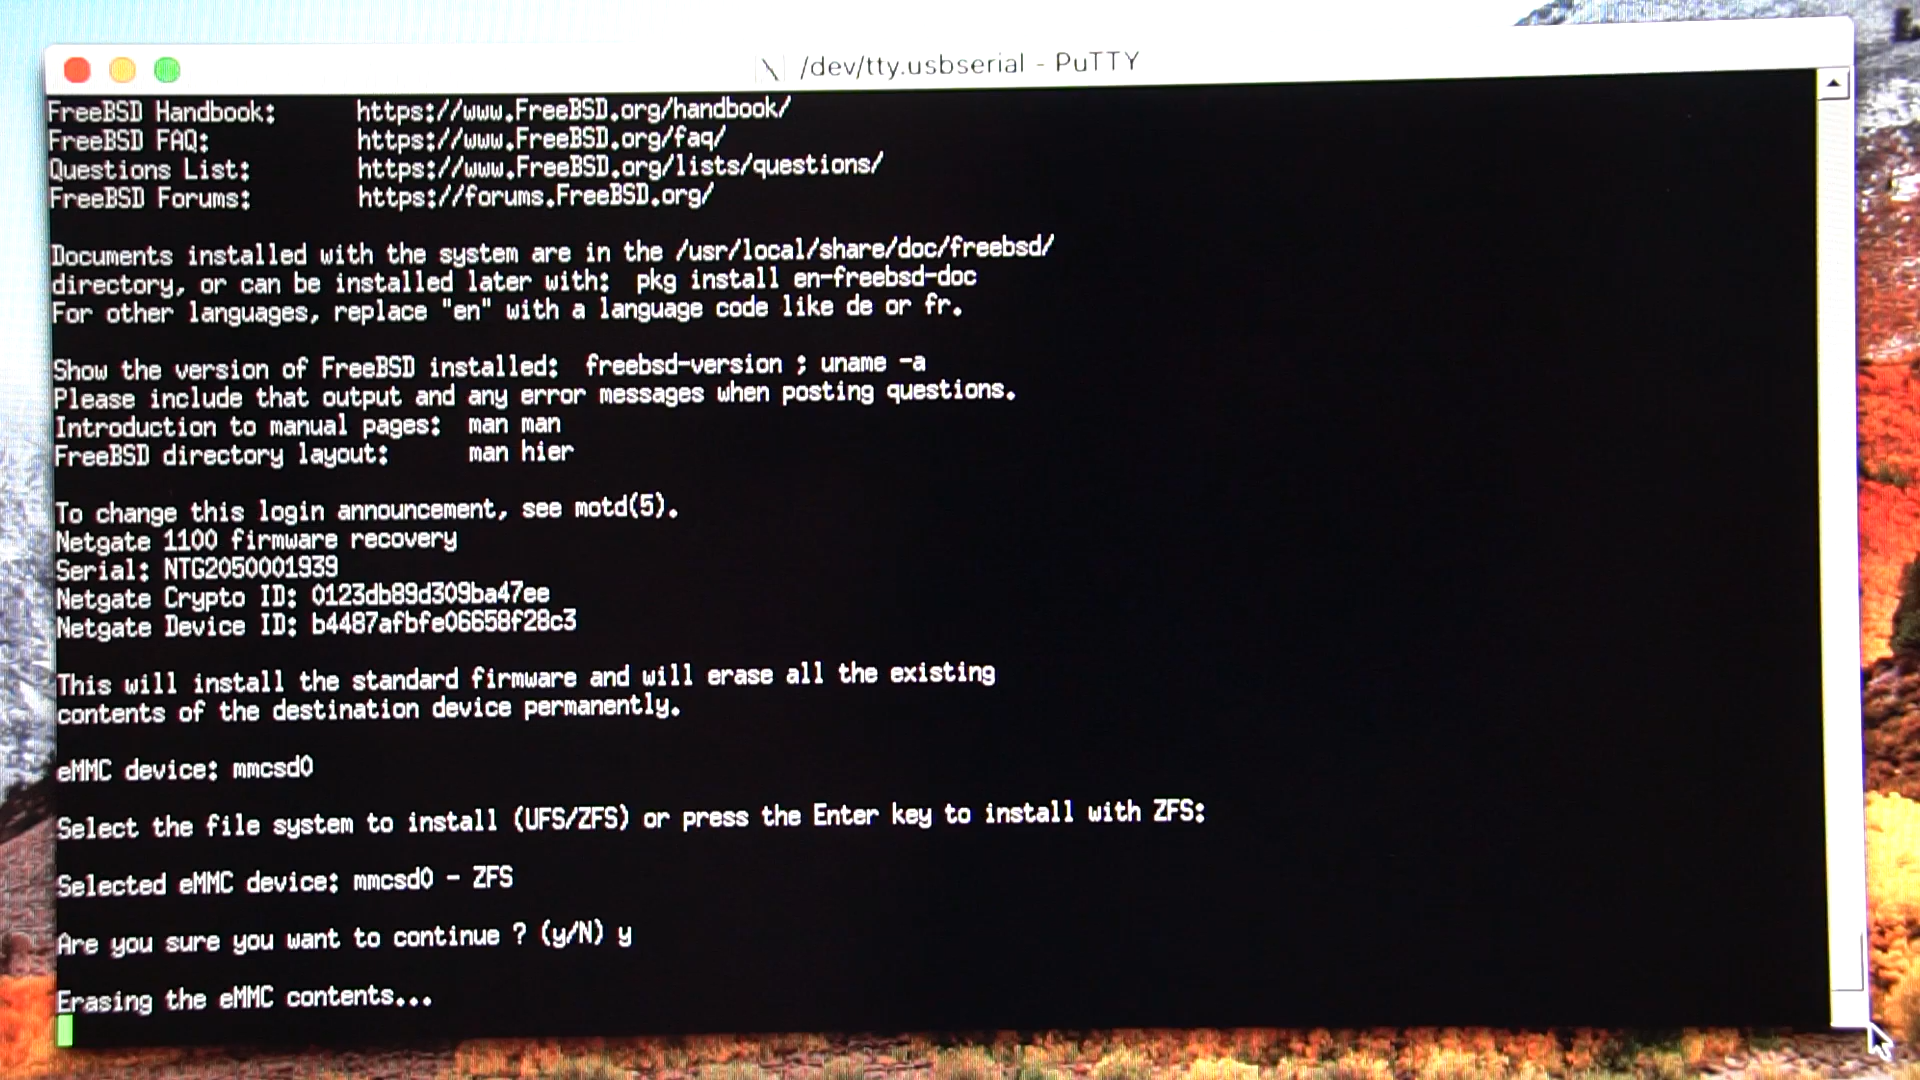 /dev/tty.usbserial - PuTTY
FreeBSD Handbook: https://www.FreeBSD.org/handbook/
FreeBSD FAQ: https://www.FreeBSD.org/faq/
Questions List: https://www.FreeBSD.org/lists/questions/
FreeBSD Forums: https://forums.FreeBSD.org/
Documents installed with the system are in the /usr/local/share/doc/freebsd/
directory, or can be installed later with: pkg install en-freebsd-doc
For other languages, replace "en" with a language code like de or fr.
Show the version of FreeBSD installed: freebsd-version ; uname -a
Please include that output and any error messages when posting questions.
Introduction to manual pages: man man
FreeBSD directory layout: man hier
To change this login announcement, see motd(5).
Netgate 1100 firmware recovery
Serial: NTG2050001939
Netgate Crypto ID: 0123db89d309ba47ee
Netgate Device ID: b4487afbfe06658f28c3
This will install the standard firmware and will erase all the existing
contents of the destination device permanently.
eMMC device: mmcsd0
Select the file system to install (UFS/ZFS) or press the Enter key to install with ZFS:
Selected eMMC device: mmcsd0 - ZFS
Are you sure you want to continue ? (y/N) y
Erasing the eMMC contents...